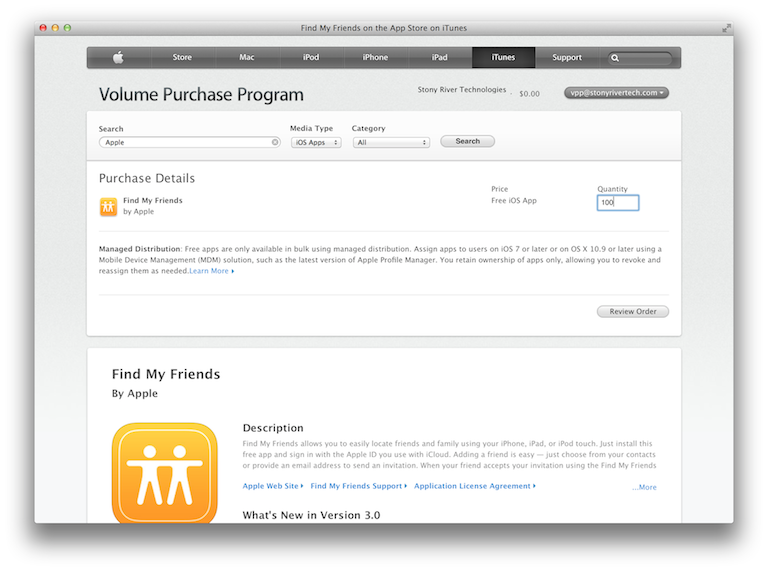 Find My Friends on the App Store on iTunes
Store Mac iPod iPhone iPad iTunes Support
Volume Purchase Program
Stony River Technologies . $0.00
vpp@stonyrivertech.com
Search
Apple
Media Type
iOS Apps
Category
All
Search
Purchase Details
Find My Friends
by Apple
Price
Free iOS App
Quantity
100
Managed Distribution: Free apps are only available in bulk using managed distribution. Assign apps to users on iOS 7 or later or on OS X 10.9 or later using a
Mobile Device Management (MDM) solution, such as the latest version of Apple Profile Manager. You retain ownership of apps only, allowing you to revoke and
reassign them as needed.Learn More
Review Order
Find My Friends
By Apple
Description
Find My Friends allows you to easily locate friends and family using your iPhone, iPad, or iPod touch. Just install this
free app and sign in with the Apple ID you use with iCloud. Adding a friend is easy — just choose from your contacts
or provide an email address to send an invitation. When your friend accepts your invitation using the Find My Friends
Apple Web Site Find My Friends Support Application License Agreement ...More
What's New in Version 3.0